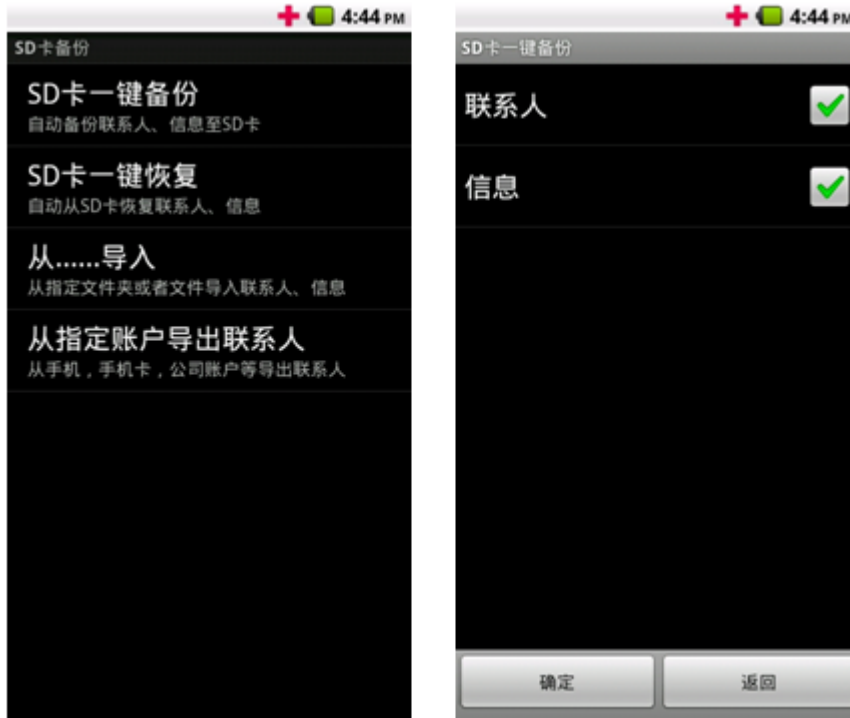 4:44 PM
SD卡备份
SD卡一键备份
自动备份联系人、信息至SD卡
SD卡一键恢复
自动从SD卡恢复联系人、信息
从......导入
从指定文件夹或者文件导入联系人、信息
从指定账户导出联系人
从手机，手机卡，公司账户等导出联系人
4:44 PM
SD卡一键备份
联系人
信息
确定
返回